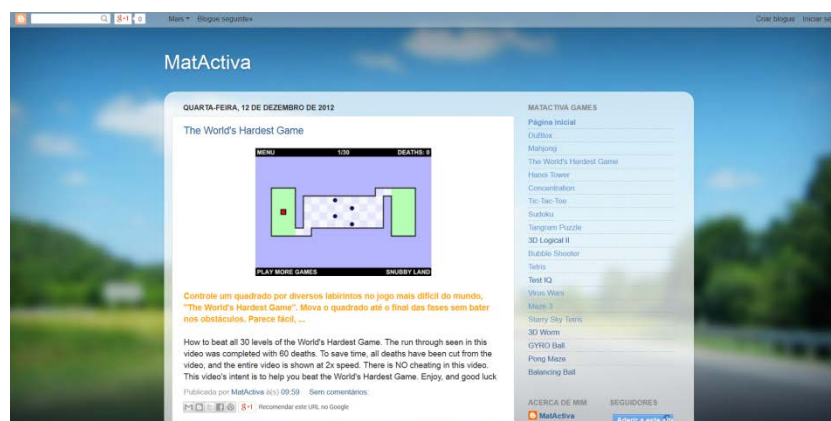 g+1 0 Mais Blogue seguinte» Criar blogue Iniciar se
MatActiva
QUARTA-FEIRA, 12 DE DEZEMBRO DE 2012
The World's Hardest Game
MENU 1/30 DEATHS: 0
PLAY MORE GAMES SNUBBY LAND
Controle um quadrado por diversos labirintos no jogo mais difícil do mundo,
"The World's Hardest Game". Mova o quadrado até o final das fases sem bater
nos obstáculos. Parece fácil, ...
How to beat all 30 levels of the World's Hardest Game. The run through seen in this
video was completed with 60 deaths. To save time, all deaths have been cut from the
video, and the entire video is shown at 2x speed. There is NO cheating in this video.
This video's intent is to help you beat the World's Hardest Game. Enjoy, and good luck
Publicada por MatActiva à(s) 09:59 Sem comentários:
g+1 Recomendar este URL no Google
MATACTIVA GAMES
Página inicial
DuBlox
Mahjong
The World's Hardest Game
Hanoi Tower
Concentration
Tic-Tac-Toe
Sudoku
Tangram Puzzle
3D Logical II
Bubble Shooter
Tetris
Test IQ
Virus Wars
Maze 3
Starry Sky Tetris
3D Worm
GYRO Ball
Pong Maze
Balancing Ball
ACERCA DE MIM
MatActiva
SEGUIDORES
Aderir a este